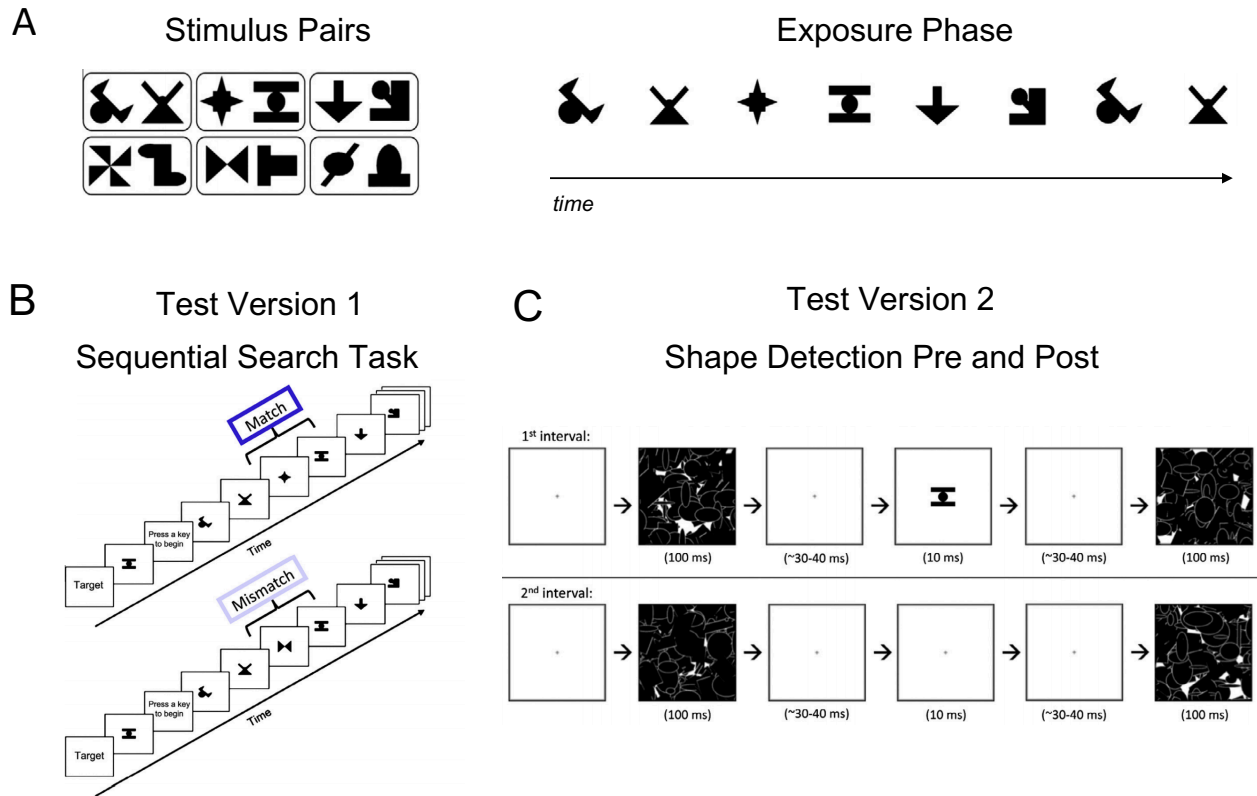 A
Stimulus Pairs
Exposure Phase
time
B
Test Version 1
Sequential Search Task
Match
Press a key
to begin
Time
Target
Mismatch
Press a key
to begin
Time
Target
C
Test Version 2
Shape Detection Pre and Post
1st interval:
(100 ms)
(~30-40 ms)
(10 ms)
(~30-40 ms)
(100 ms)
2nd interval:
(100 ms)
(~30-40 ms)
(10 ms)
(~30-40 ms)
(100 ms)